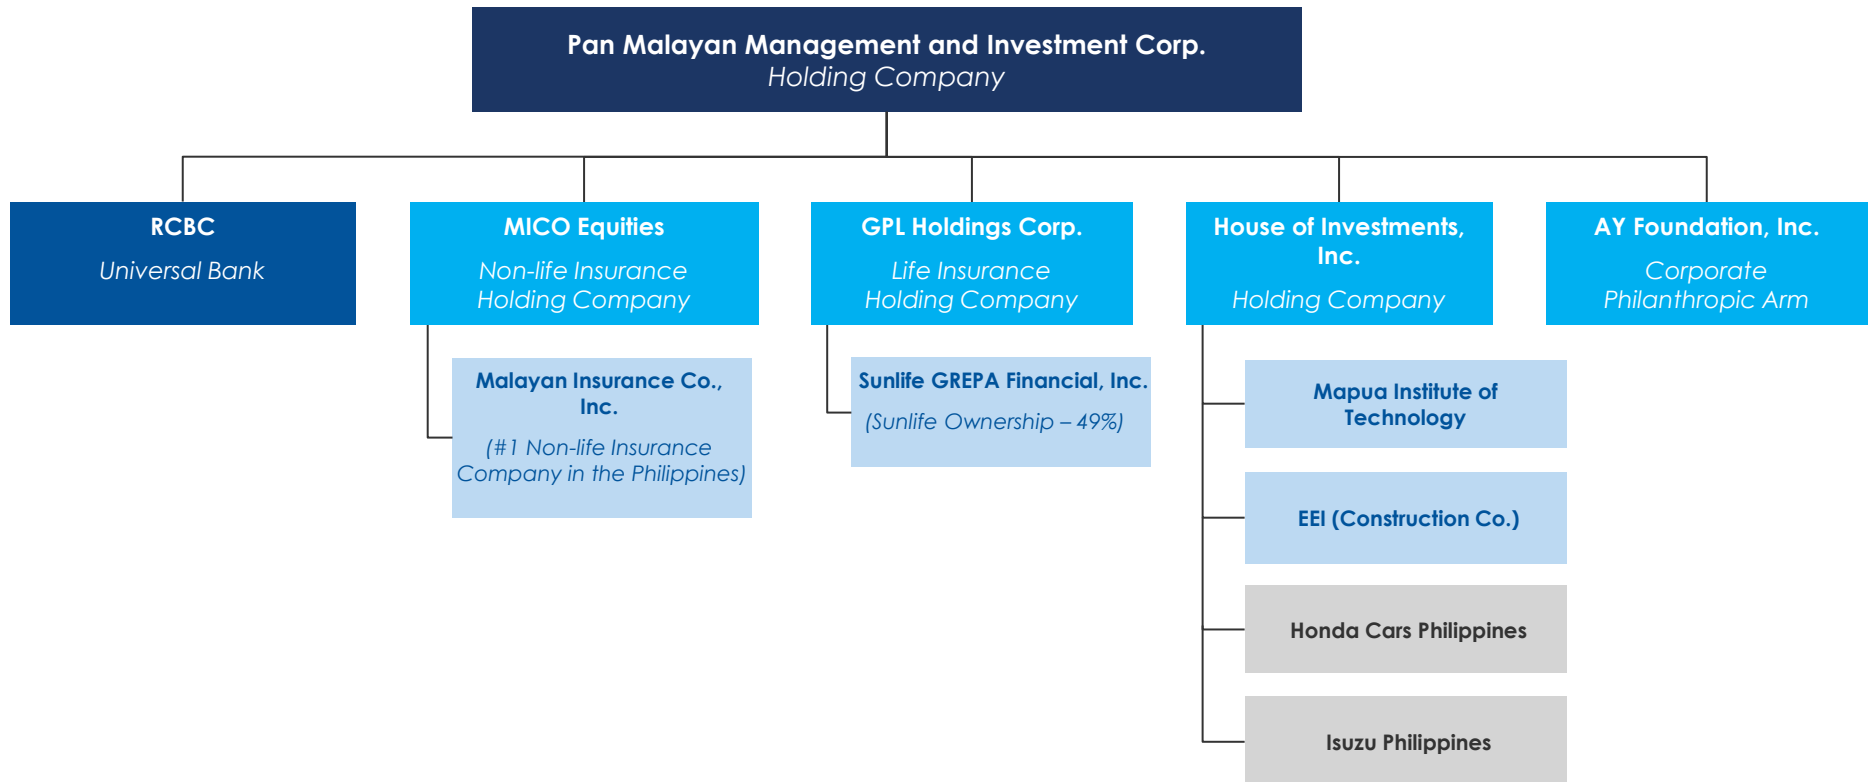 Pan Malayan Management and Investment Corp.
Holding Company
RCBC
Universal Bank
MICO Equities
Non-life Insurance
Holding Company
GPL Holdings Corp.
Life Insurance
Holding Company
House of Investments,
Inc.
Holding Company
AY Foundation, Inc.
Corporate
Philanthropic Arm
Malayan Insurance Co.,
Inc.
(#1 Non-life Insurance
Company in the Philippines)
Sunlife GREPA Financial, Inc.
(Sunlife Ownership – 49%)
Mapua Institute of
Technology
EEI (Construction Co.)
Honda Cars Philippines
Isuzu Philippines